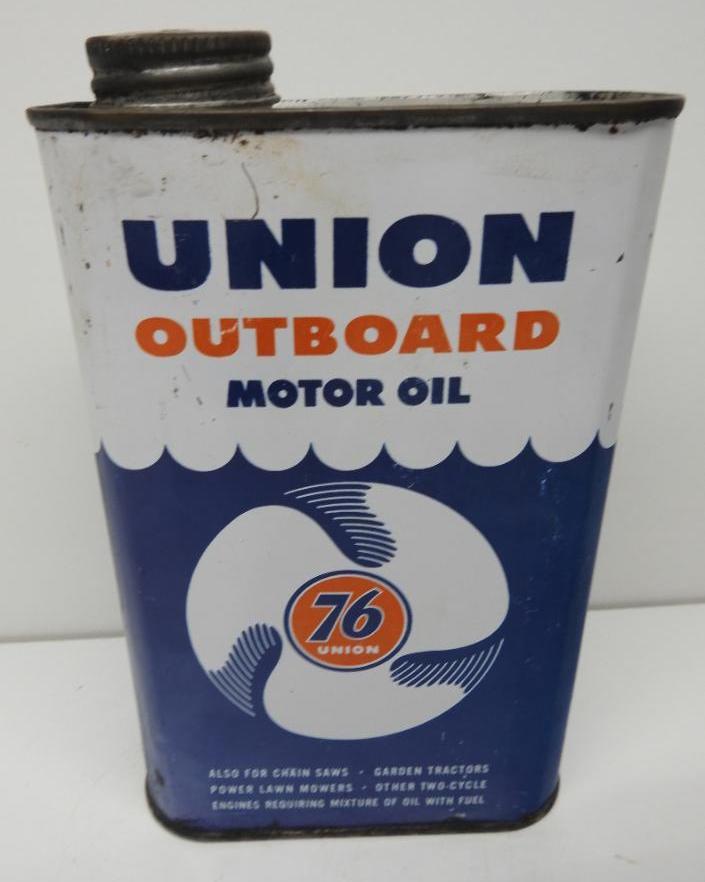 UNION
OUTBOARD
MOTOR OIL
76
UNION
ALSO FOR CHAIN SAWS - GARDEN TRACTORS
POWER LAWN MOWERS - OTHER TWO-CYCLE
ENGINES REQUIRING MIXTURE OF OIL WITH FUEL